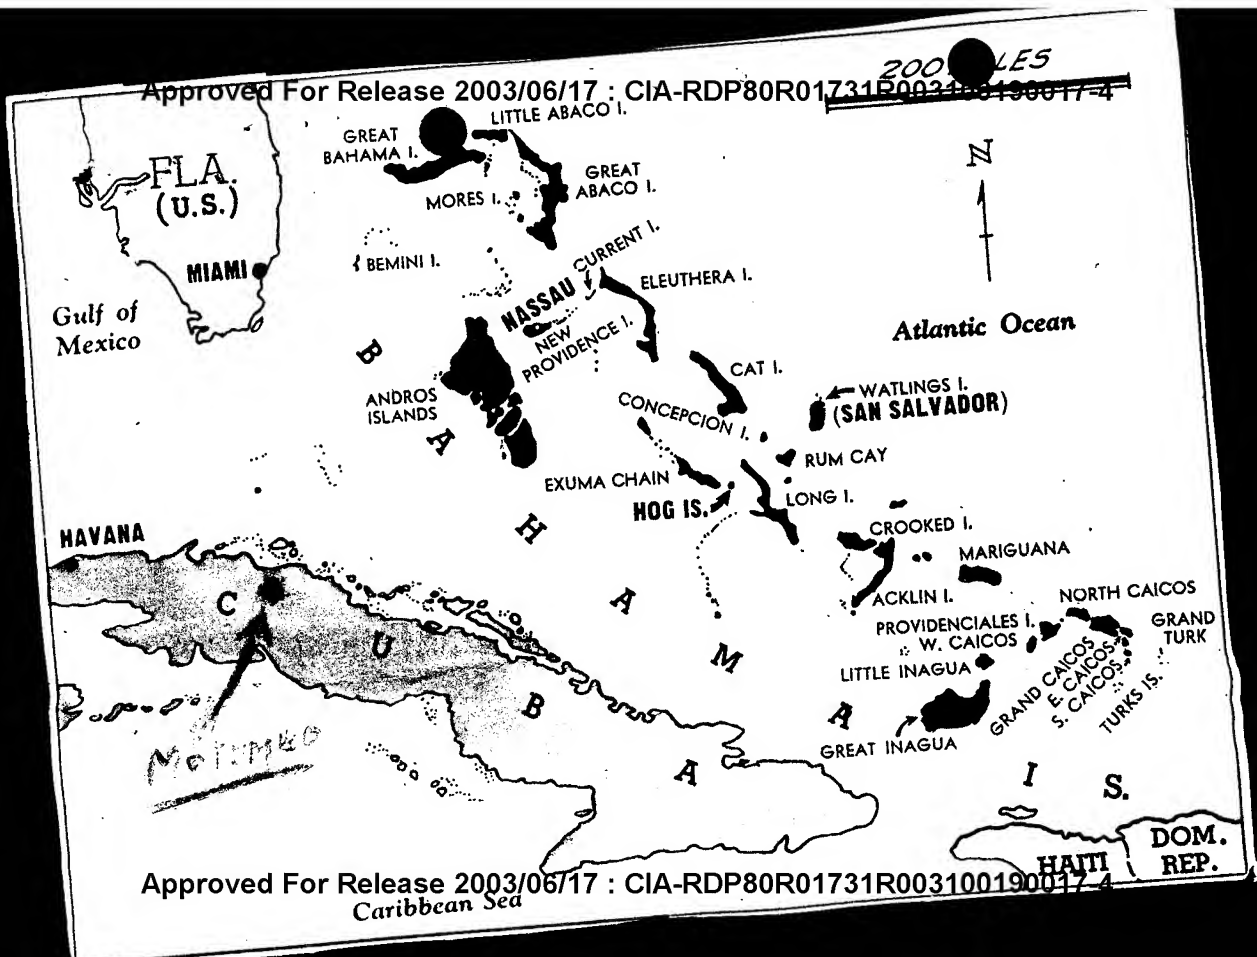 200 LES
Approved For Release 2003/06/17 : CIA-RDP80R01731R003100190017-4
LITTLE ABACO I.
GREAT
BAHAMA I.
N
FLA.
(U.S.)
GREAT
ABACO I.
MORES I.
CURRENT I.
BEMINI I.
MIAMI
ELEUTHERA I.
NASSAU
Gulf of
Mexico
NEW
PROVIDENCE I.
Atlantic Ocean
B
CAT I.
WATLINGS I.
(SAN SALVADOR)
ANDROS
ISLANDS
CONCEPCION I.
A
RUM CAY
EXUMA CHAIN
LONG I.
HOG IS.
H
CROOKED I.
HAVANA
MARIGUANA
A
ACKLIN I.
NORTH CAICOS
C
PROVIDENCIALES I.
GRAND
TURK
U
W. CAICOS
M
LITTLE INAGUA
GRAND CAICOS
E. CAICOS
S. CAICOS
TURKS IS.
B
A
GREAT INAGUA
A
I
S.
DOM.
REP.
HAITI
Approved For Release 2003/06/17 : CIA-RDP80R01731R003100190017-4
Caribbean Sea